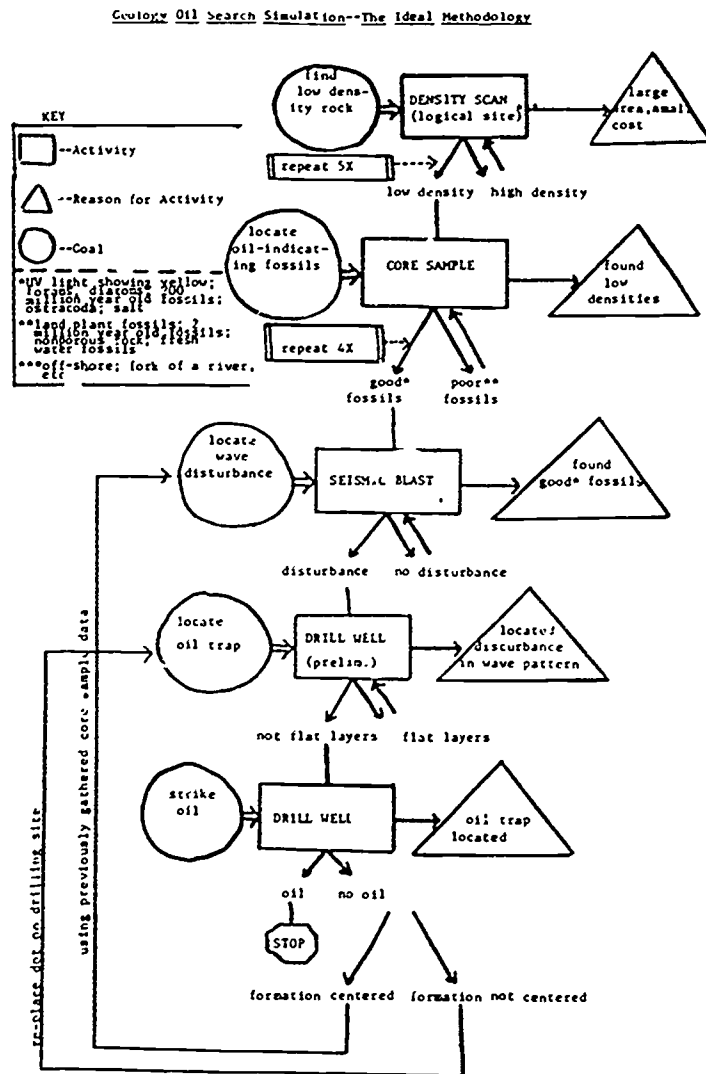 Geology Oil Search Simulation--The Ideal Methodology
KEY
--Activity
--Reason for Activity
--Goal
*UV light showing yellow;
forams, diatoms, 200
million year old fossils;
ostracoda; salt
**land plant fossils; 2
million year old fossils;
nonporous rock; fresh
water fossils
***off-shore; fork of a river,
etc
find
low den-
sity rock
DENSITY SCAN
(logical site)
large
area, small
cost
repeat 5X
low density
high density
locate
oil-indicat-
ing fossils
CORE SAMPLE
found
low
densities
repeat 4X
good*
fossils
poor**
fossils
locate
wave
disturbance
SEISMIC BLAST
found
good* fossils
disturbance
no disturbance
locate
oil trap
DRILL WELL
(prelim.)
located
disturbance
in wave pattern
not flat layers
flat layers
strike
oil
DRILL WELL
oil trap
located
oil
no oil
STOP
formation centered
formation not centered
re-place dot on drilling site
using previously gathered core sample data